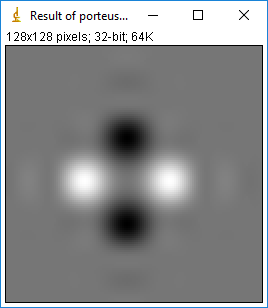 Result of porteus...
128x128 pixels; 32-bit; 64K